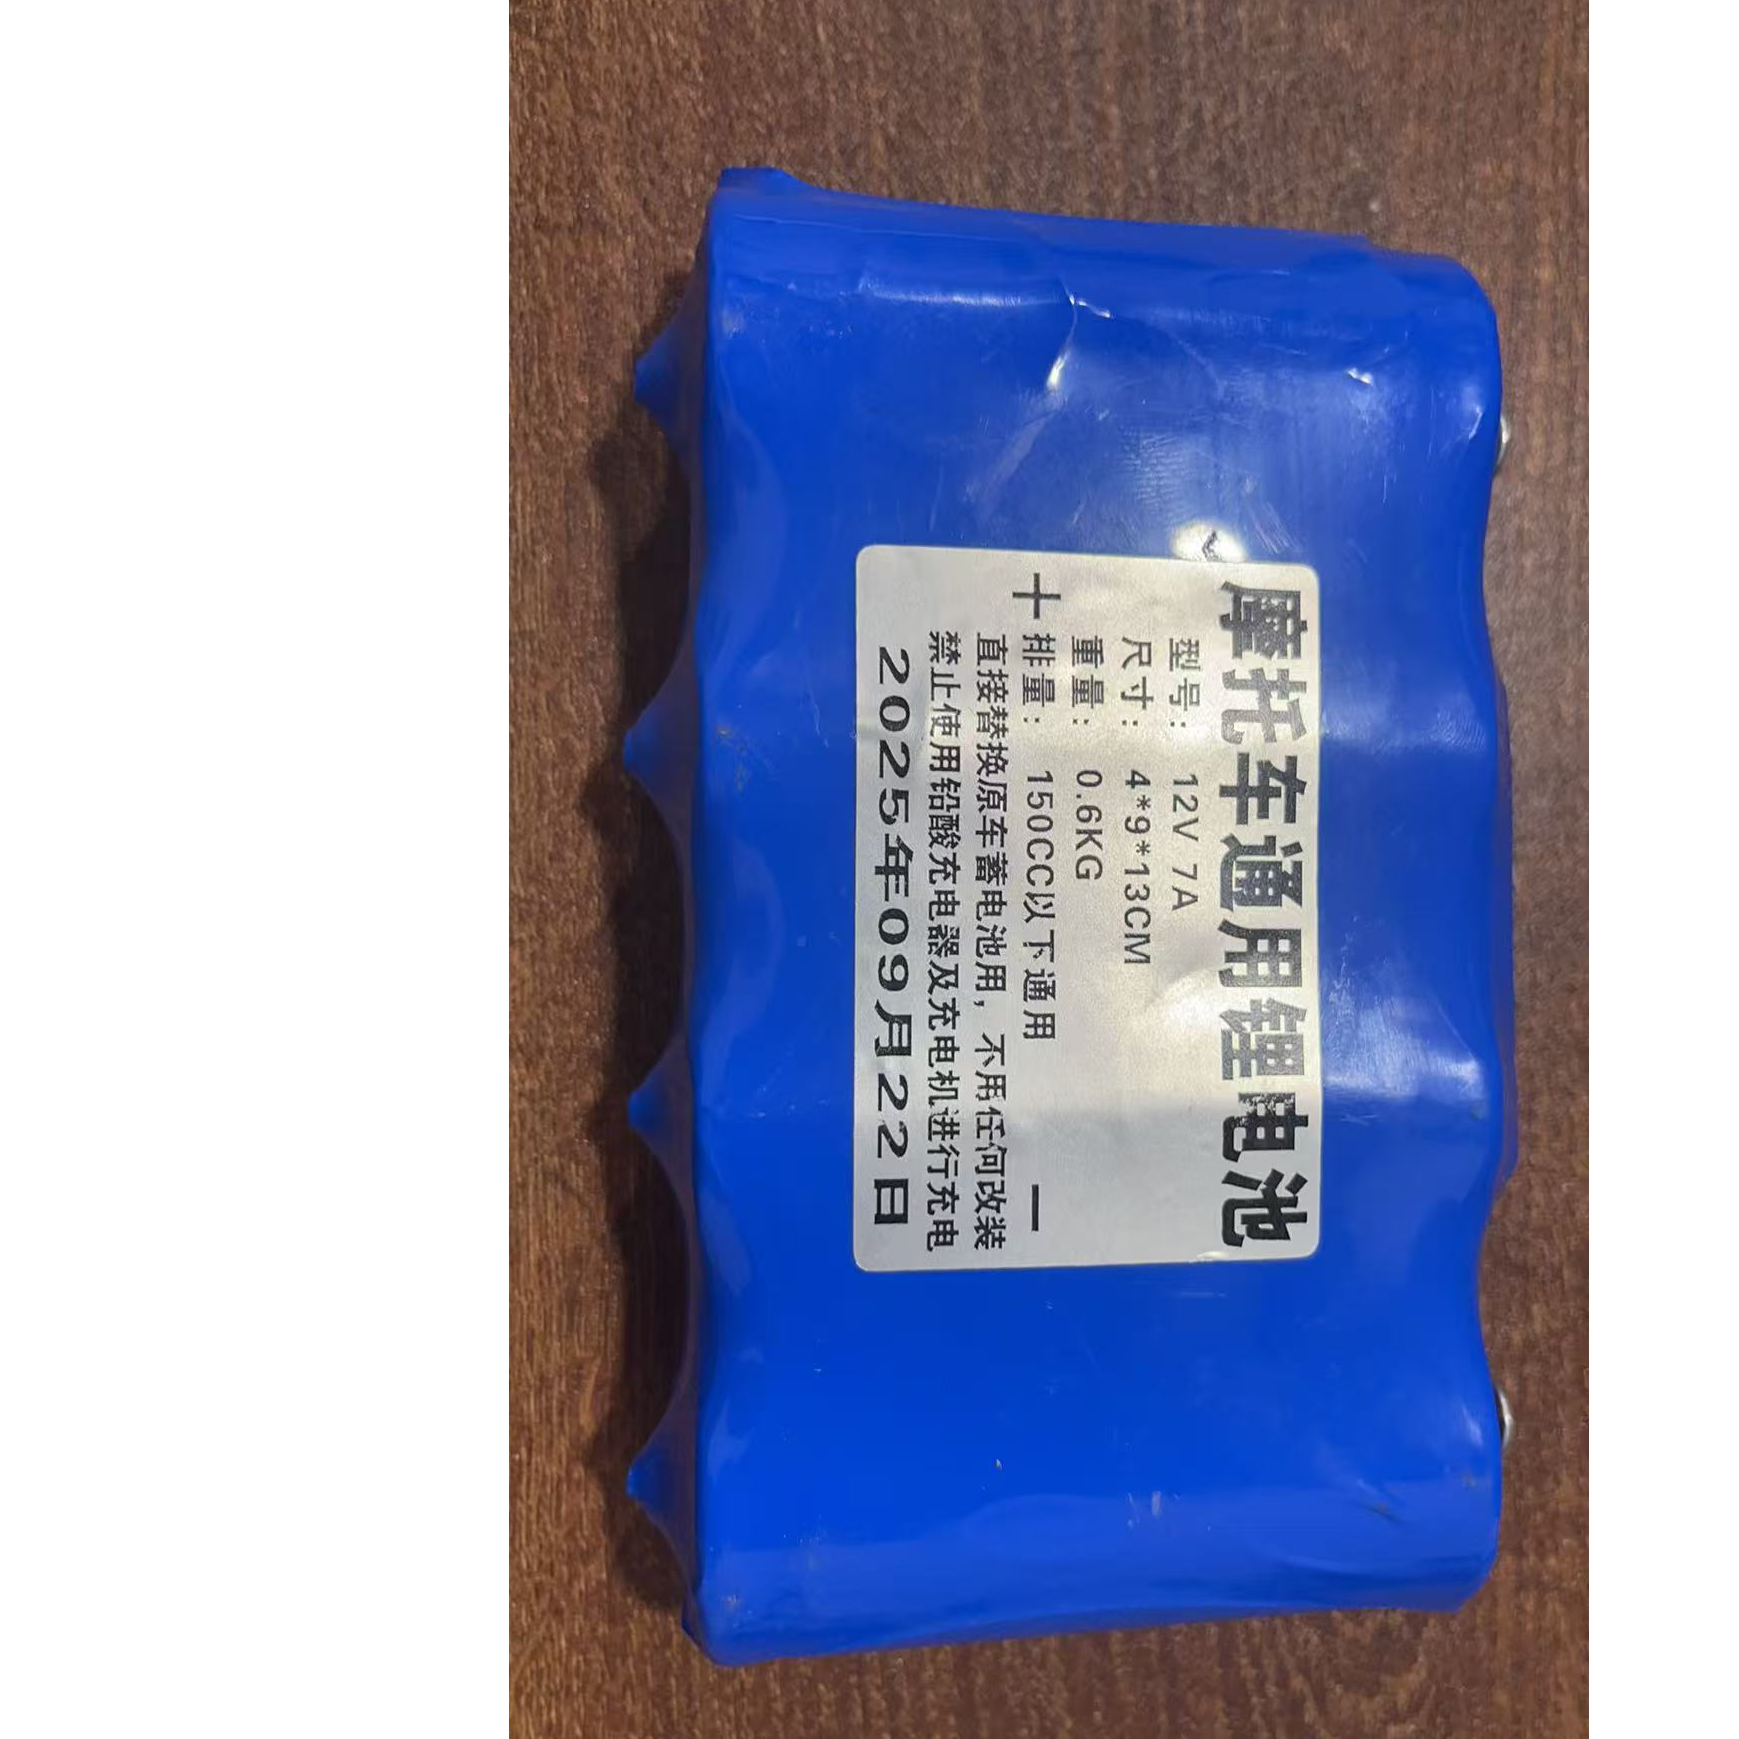 摩托车通用锂电池
型号： 12V 7A
尺寸： 4*9*13CM
重量： 0.6KG
＋ 排量： 150CC以下通用 －
直接替换原车蓄电池用，不用任何改装
禁止使用铅酸充电器及充电机进行充电
2025年09月22日